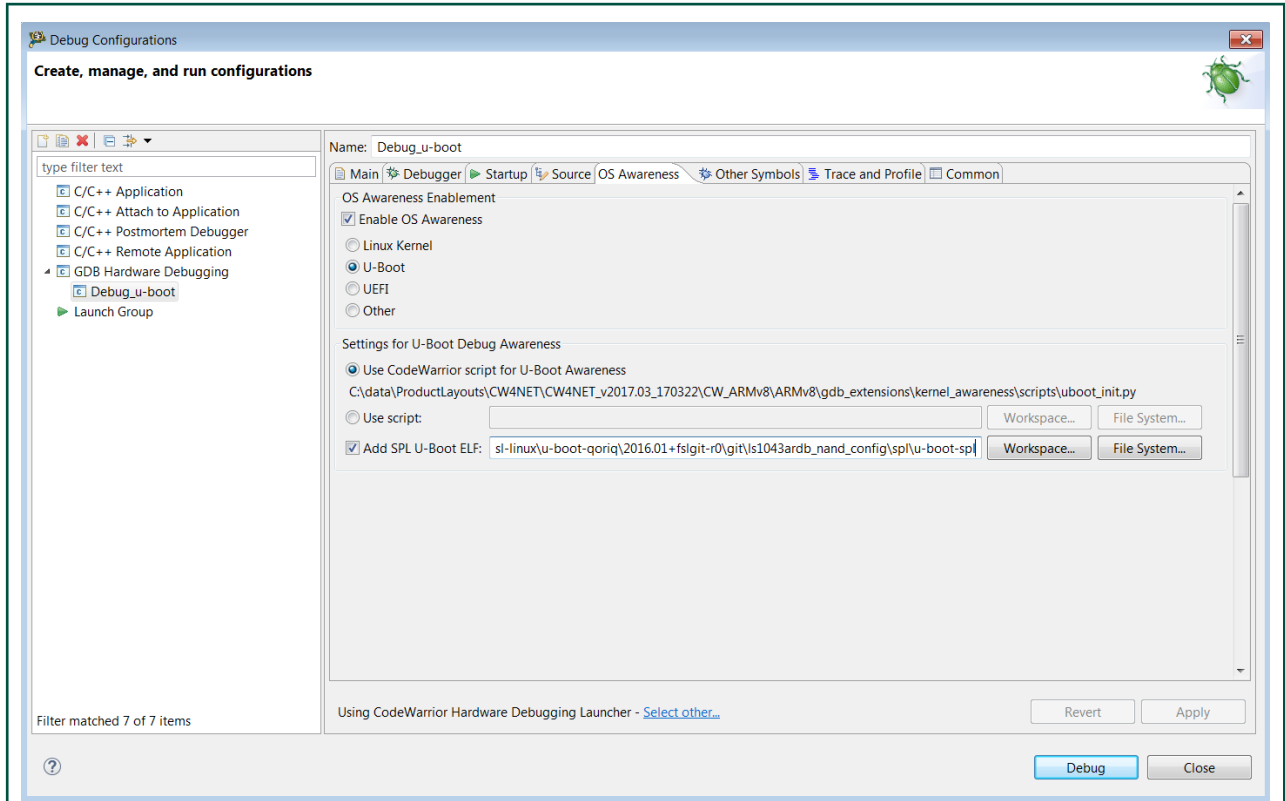 Debug Configurations
Create, manage, and run configurations
type filter text
C/C++ Application
C/C++ Attach to Application
C/C++ Postmortem Debugger
C/C++ Remote Application
GDB Hardware Debugging
Debug_u-boot
Launch Group
Filter matched 7 of 7 items
Name: Debug_u-boot
Main Debugger Startup Source OS Awareness Other Symbols Trace and Profile Common
OS Awareness Enablement
Enable OS Awareness
Linux Kernel
U-Boot
UEFI
Other
Settings for U-Boot Debug Awareness
Use CodeWarrior script for U-Boot Awareness
C:\data\ProductLayouts\CW4NET\CW4NET_v2017.03_170322\CW_ARMv8\ARMv8\gdb_extensions\kernel_awareness\scripts\uboot_init.py
Use script: Workspace... File System...
Add SPL U-Boot ELF: sl-linux\u-boot-qoriq\2016.01+fslgit-r0\git\ls1043ardb_nand_config\spl\u-boot-spl Workspace... File System...
Using CodeWarrior Hardware Debugging Launcher - Select other... Revert Apply
? Debug Close